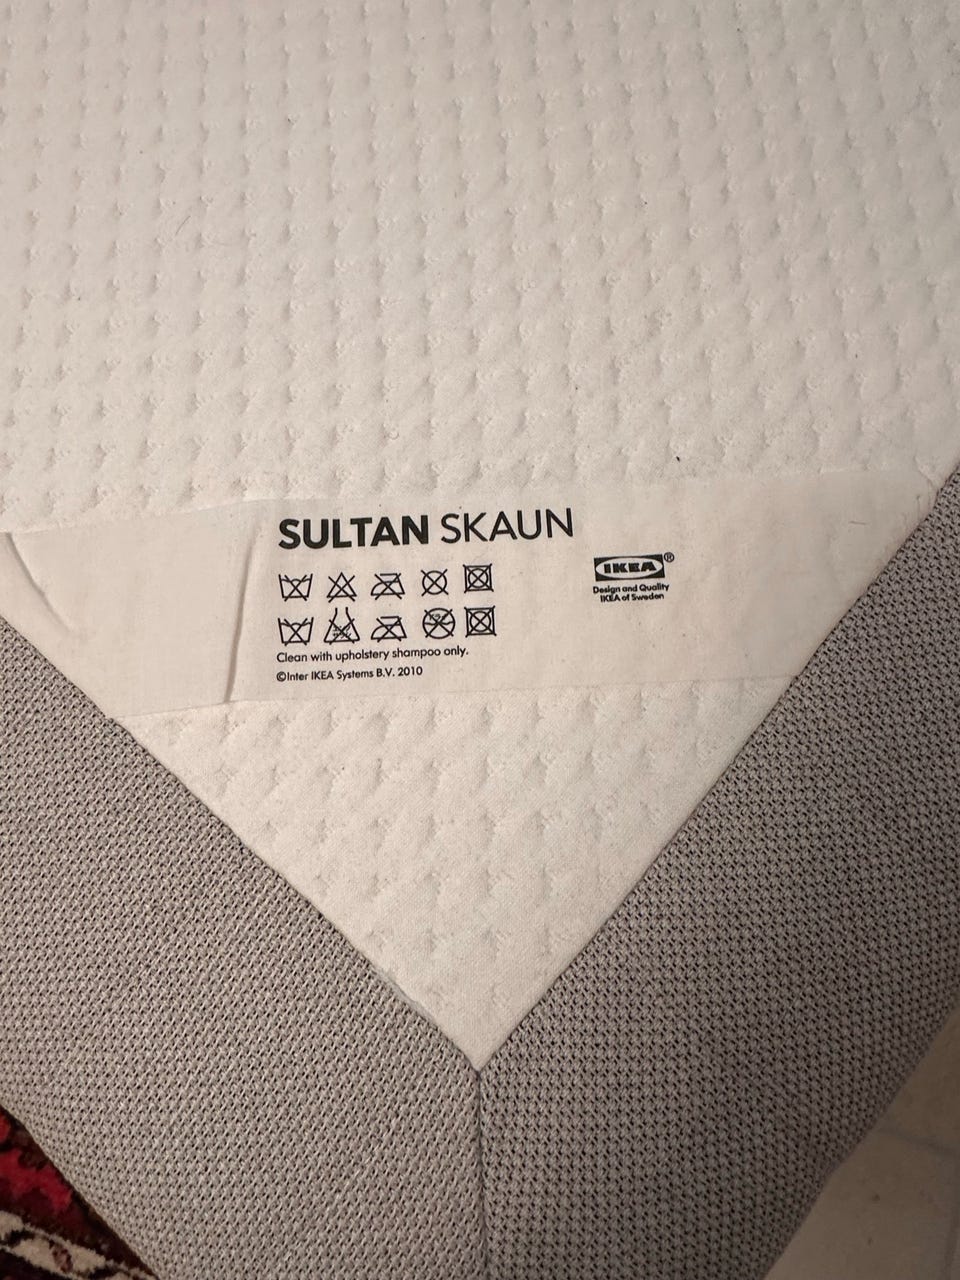 SULTAN SKAUN
IKEA®
Design and Quality
IKEA of Sweden
Clean with upholstery shampoo only.
©Inter IKEA Systems B.V. 2010